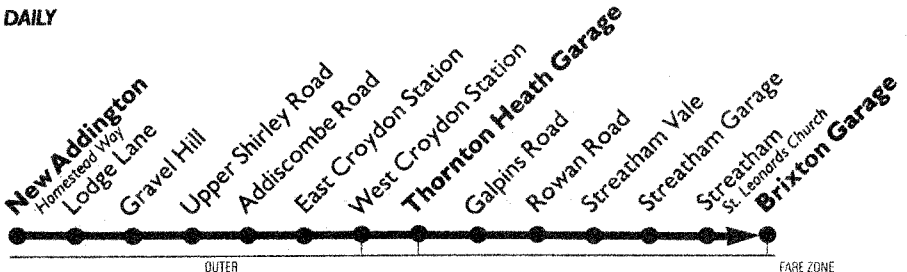 DAILY
New Addington
Homestead Way
Lodge Lane
Gravel Hill
Upper Shirley Road
Addiscombe Road
East Croydon Station
West Croydon Station
Thornton Heath Garage
Galpins Road
Rowan Road
Streatham Vale
Streatham Garage
Streatham
St. Leonords Church
Brixton Garage
OUTER
FARE ZONE